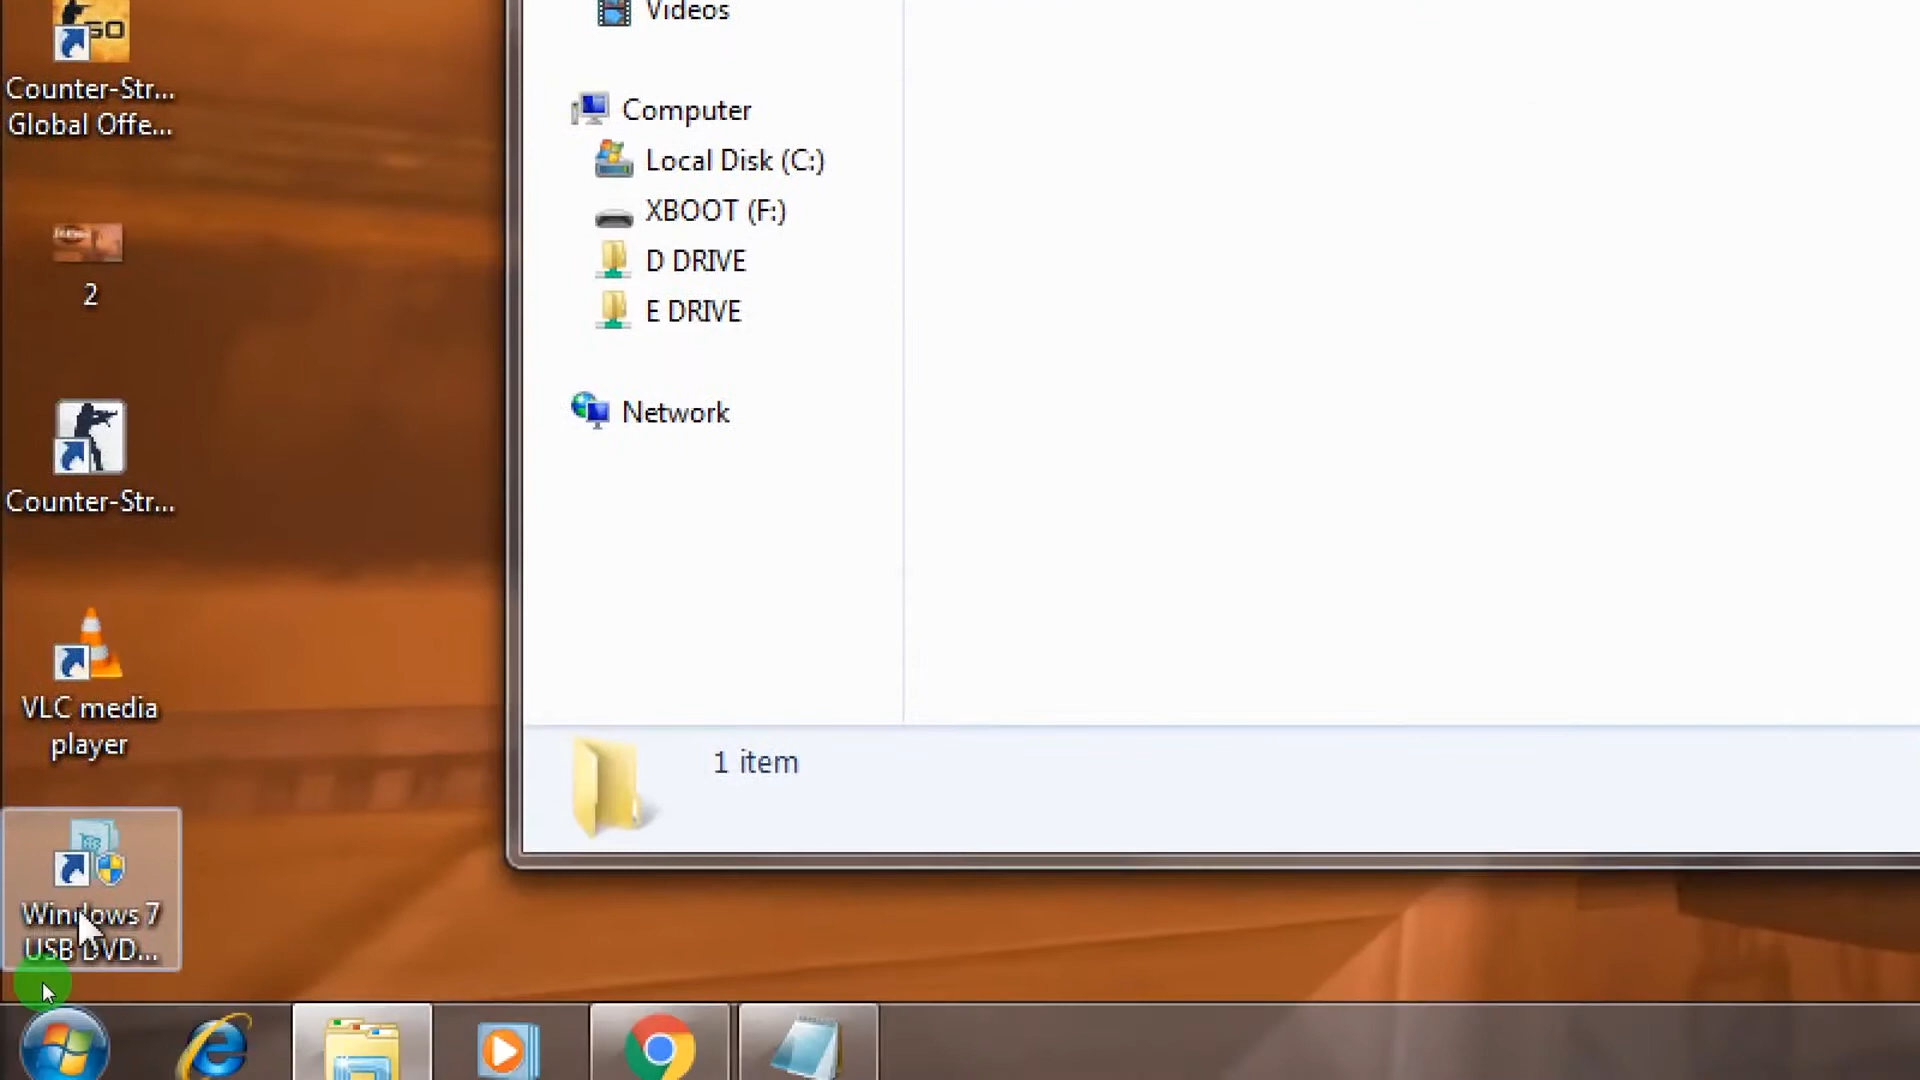 GO
Counter-Str...
Global Offe...
2
Counter-Str...
VLC media
player
Windows 7
USB DVD...
Videos
Computer
Local Disk (C:)
XBOOT (F:)
D DRIVE
E DRIVE
Network
1 item